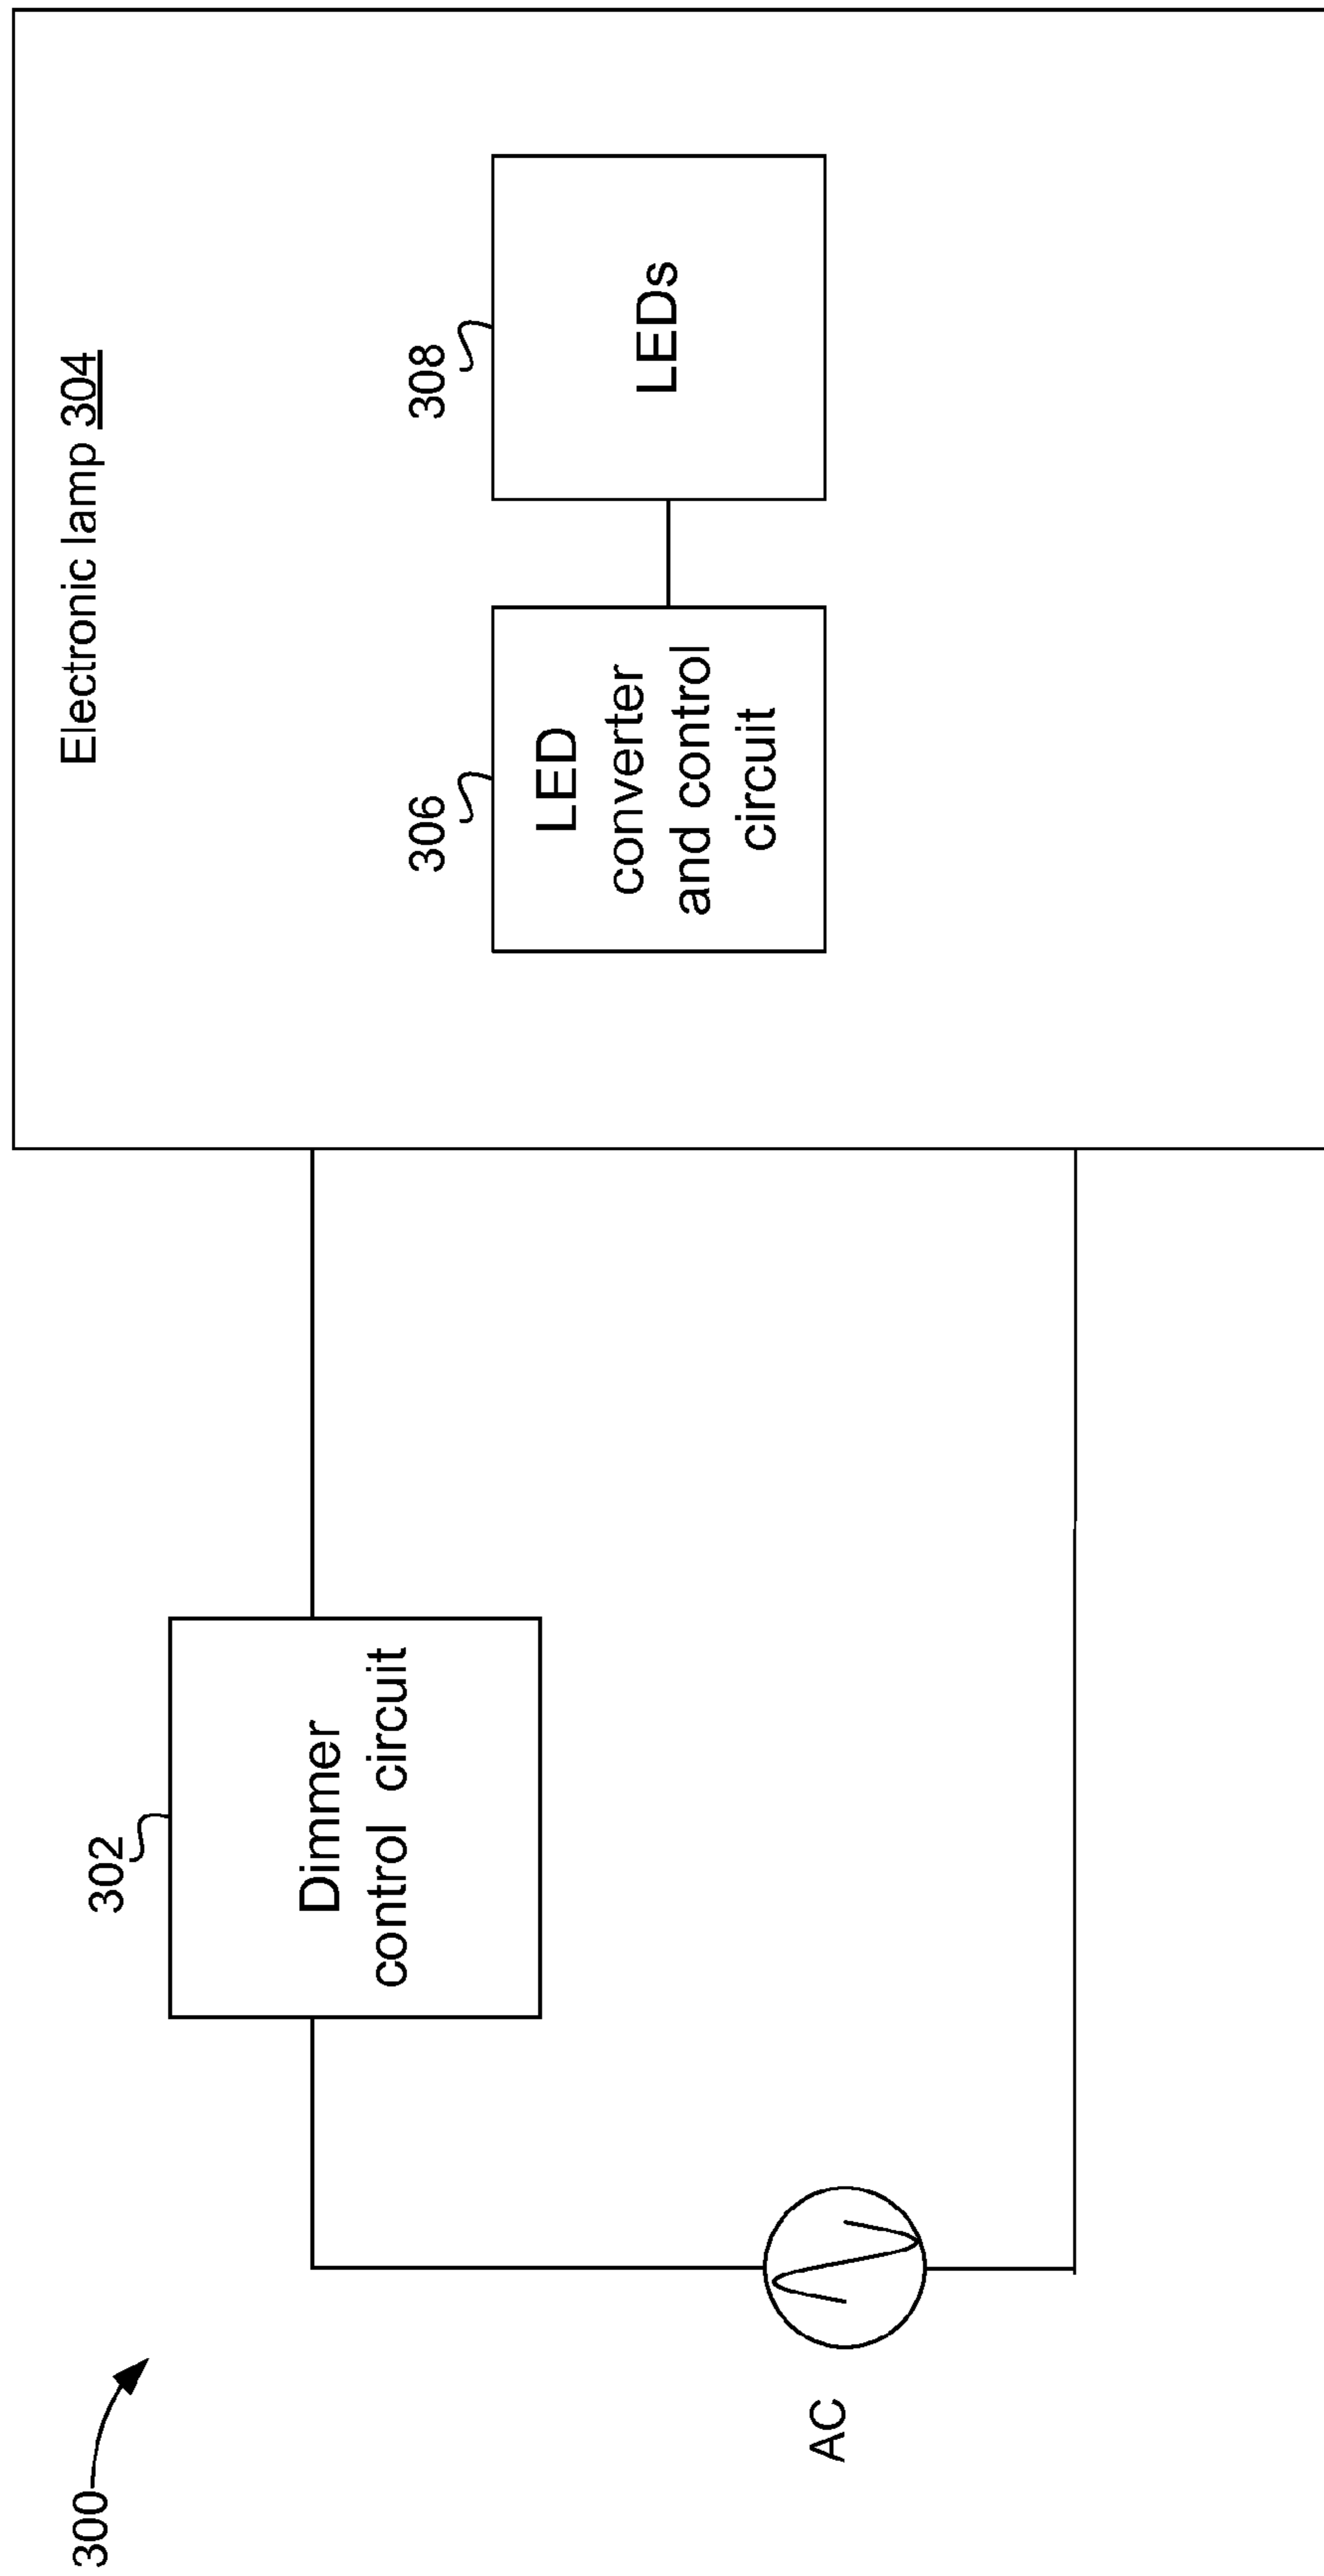 300
302
Dimmer
control circuit
AC
Electronic lamp 304
306
LED
converter
and control
circuit
308
LEDs